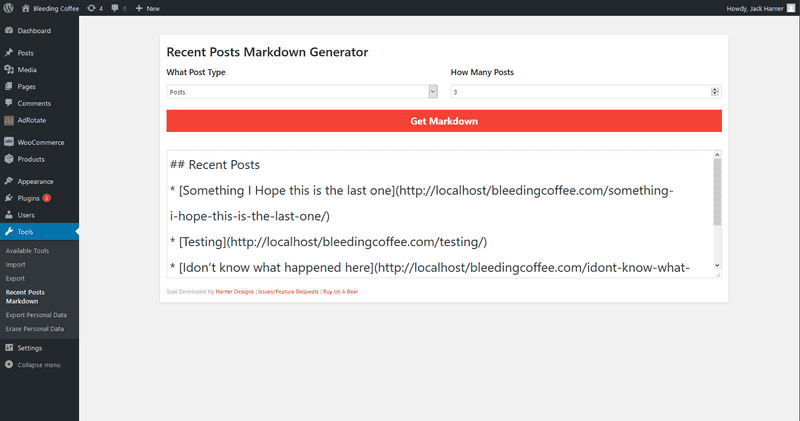 Bleeding Coffee 4 0 + New Howdy, Jack Harner
Dashboard
Posts
Media
Pages
Comments
AdRotate
WooCommerce
Products
Appearance
Plugins 1
Users
Tools
Available Tools
Import
Export
Recent Posts
Markdown
Export Personal Data
Erase Personal Data
Settings
Collapse menu
Recent Posts Markdown Generator
What Post Type How Many Posts
Posts 3
Get Markdown
## Recent Posts
* [Something I Hope this is the last one](http://localhost/bleedingcoffee.com/something-
i-hope-this-is-the-last-one/)
* [Testing](http://localhost/bleedingcoffee.com/testing/)
* [Idon't know what happened here](http://localhost/bleedingcoffee.com/idont-know-what-
Tool Developed by Harner Designs | Issues/Feature Requests | Buy Us A Beer